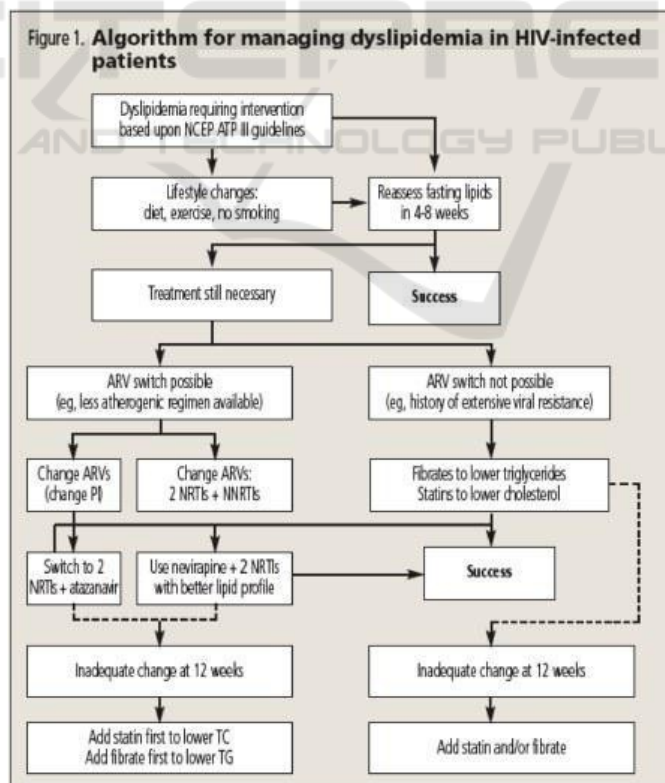 Figure 1. Algorithm for managing dyslipidemia in HIV-infected
patients
Dyslipidemia requiring intervention
based upon NCEP ATP III guidelines
Lifestyle changes:
diet, exercise, no smoking
Reassess fasting lipids
in 4-8 weeks
Treatment still necessary
Success
ARV switch possible
(eg, less atherogenic regimen available)
ARV switch not possible
(eg, history of extensive viral resistance)
Change ARVs
(change PI)
Change ARVs:
2 NRTIs + NNRTIs
Fibrates to lower triglycerides
Statins to lower cholesterol
Switch to 2
NRTIs + atazanavir
Use nevirapine + 2 NRTIs
with better lipid profile
Success
Inadequate change at 12 weeks
Inadequate change at 12 weeks
Add statin first to lower TC
Add fibrate first to lower TG
Add statin and/or fibrate
AND TECHNOLOGY PUBL